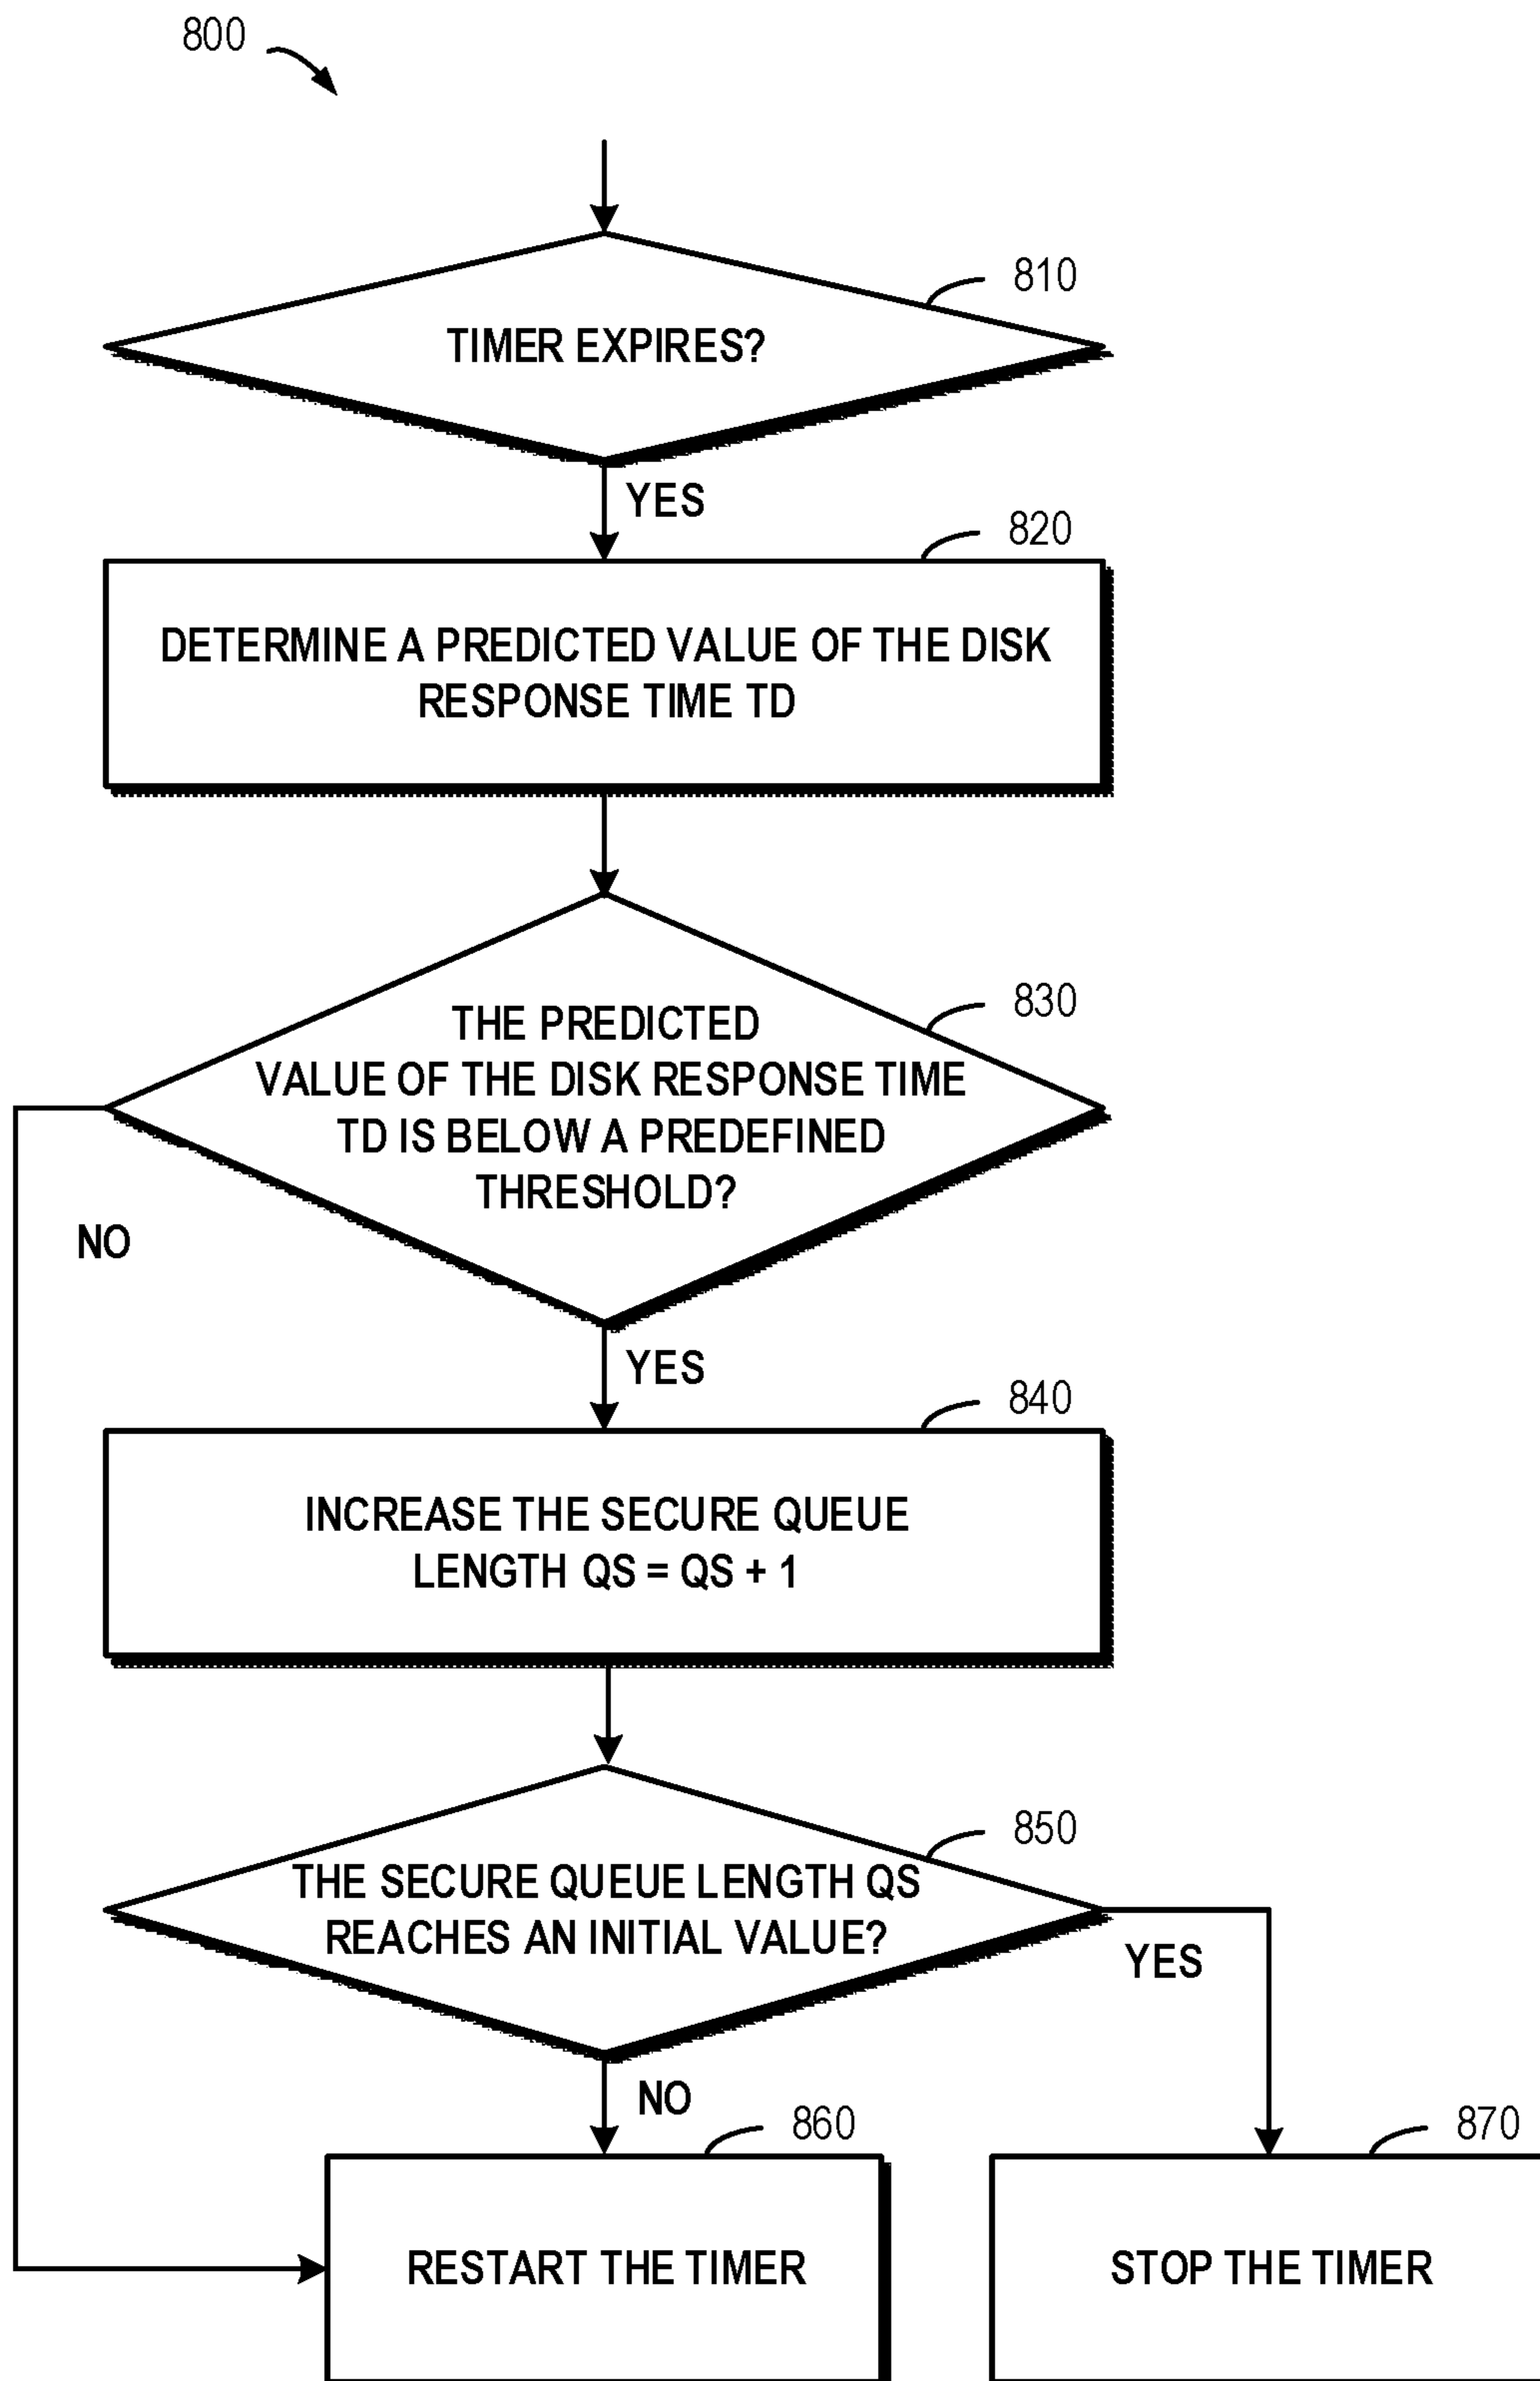 800
810
TIMER EXPIRES?
YES
820
DETERMINE A PREDICTED VALUE OF THE DISK
RESPONSE TIME TD
830
THE PREDICTED
VALUE OF THE DISK RESPONSE TIME
TD IS BELOW A PREDEFINED
THRESHOLD?
NO
YES
840
INCREASE THE SECURE QUEUE
LENGTH QS = QS + 1
850
THE SECURE QUEUE LENGTH QS
REACHES AN INITIAL VALUE?
YES
NO
860
870
RESTART THE TIMER
STOP THE TIMER